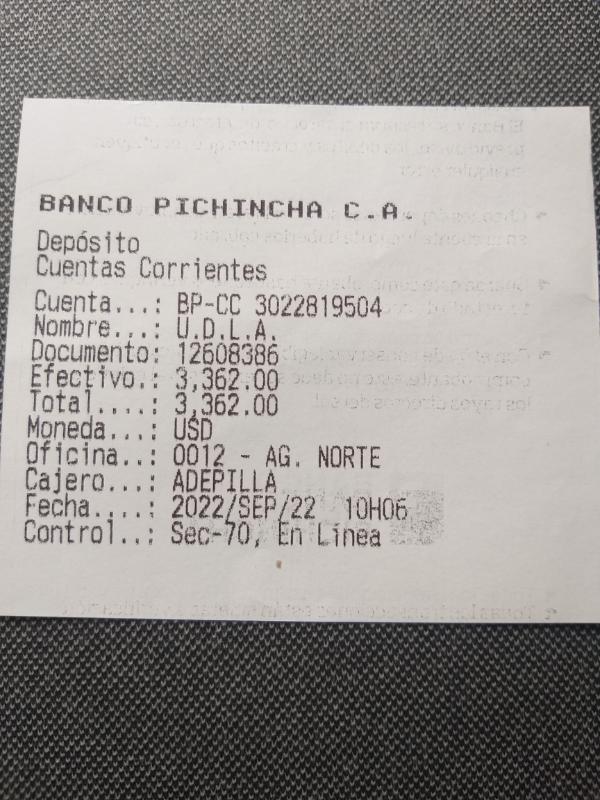 BANCO PICHINCHA C.A.
Depósito
Cuentas Corrientes
Cuenta...: BP-CC 3022819504
Nombre...: U.D.L.A.
Documento: 12608386
Efectivo.: 3,362.00
Total....: 3,362.00
Moneda...: USD
Oficina..: 0012 - AG. NORTE
Cajero...: ADEPILLA
Fecha....: 2022/SEP/22 10H06
Control..: Sec-70, En Linea